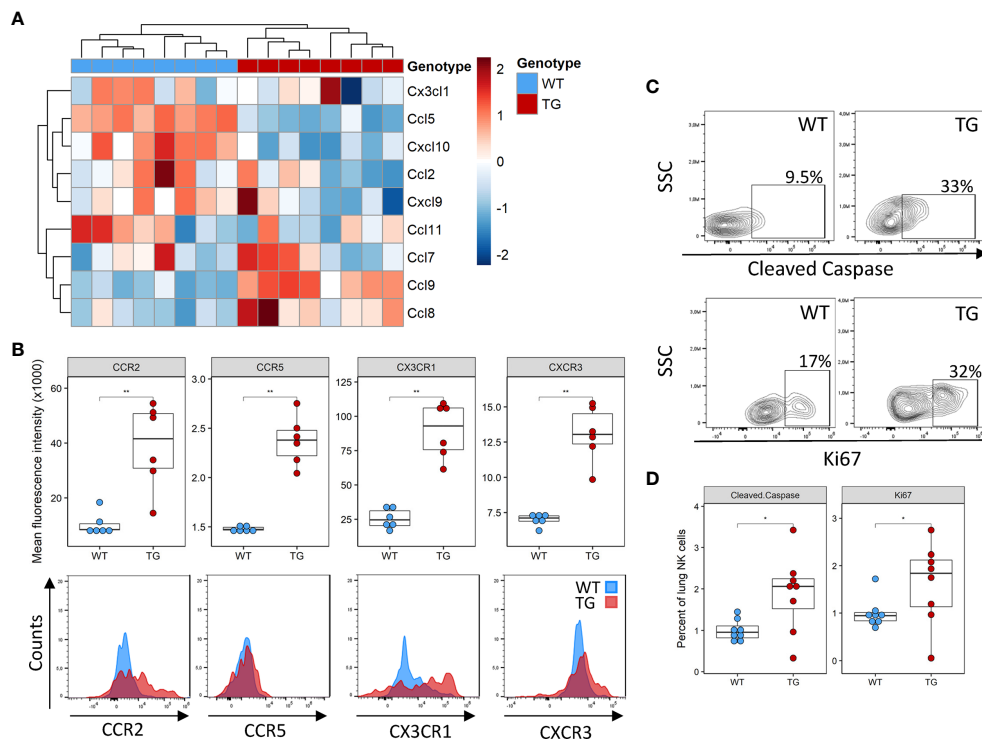 A
Genotype
Cx3cl1
Ccl5
Cxcl10
Ccl2
Cxcl9
Ccl11
Ccl7
Ccl9
Ccl8
2
1
0
1
-2
Genotype
WT
TG
B
CCR2
CCR5
CX3CR1
CXCR3
Mean fluorescence intensity (x1000)
60
40
20
3.0
2.5
2.0
1.5
125
100
75
50
25
15.0
12.5
10.0
7.5
5.0
**
**
**
**
WT TG
WT TG
WT TG
WT TG
Counts
WT
TG
CCR2
CCR5
CX3CR1
CXCR3
C
SSC
WT
9.5%
TG
33%
Cleaved Caspase
SSC
WT
17%
TG
32%
Ki67
D
Cleaved.Caspase
Ki67
Percent of lung NK cells
4
3
2
1
0
2
1
0
*
*
WT TG
WT TG